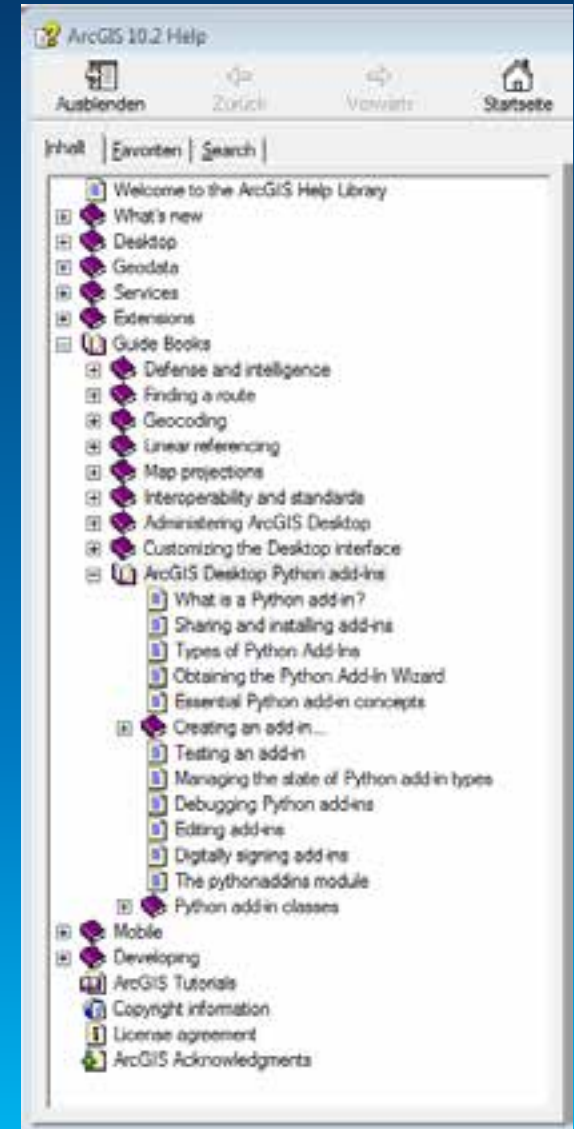 ArcGIS 10.2 Help
Ausblenden Zurück Vorwärts Startseite
Inhalt Favoriten Search
Welcome to the ArcGIS Help Library
What's new
Desktop
Geodata
Services
Extensions
Guide Books
Defense and intelligence
Finding a route
Geocoding
Linear referencing
Map projections
Interoperability and standards
Administering ArcGIS Desktop
Customizing the Desktop interface
ArcGIS Desktop Python add-ins
What is a Python add-in?
Sharing and installing add-ins
Types of Python Add-Ins
Obtaining the Python Add-In Wizard
Essential Python add-in concepts
Creating an add-in...
Testing an add-in
Managing the state of Python add-in types
Debugging Python add-ins
Editing add-ins
Digitally signing add-ins
The pythonaddins module
Python add-in classes
Mobile
Developing
ArcGIS Tutorials
Copyright information
License agreement
ArcGIS Acknowledgments